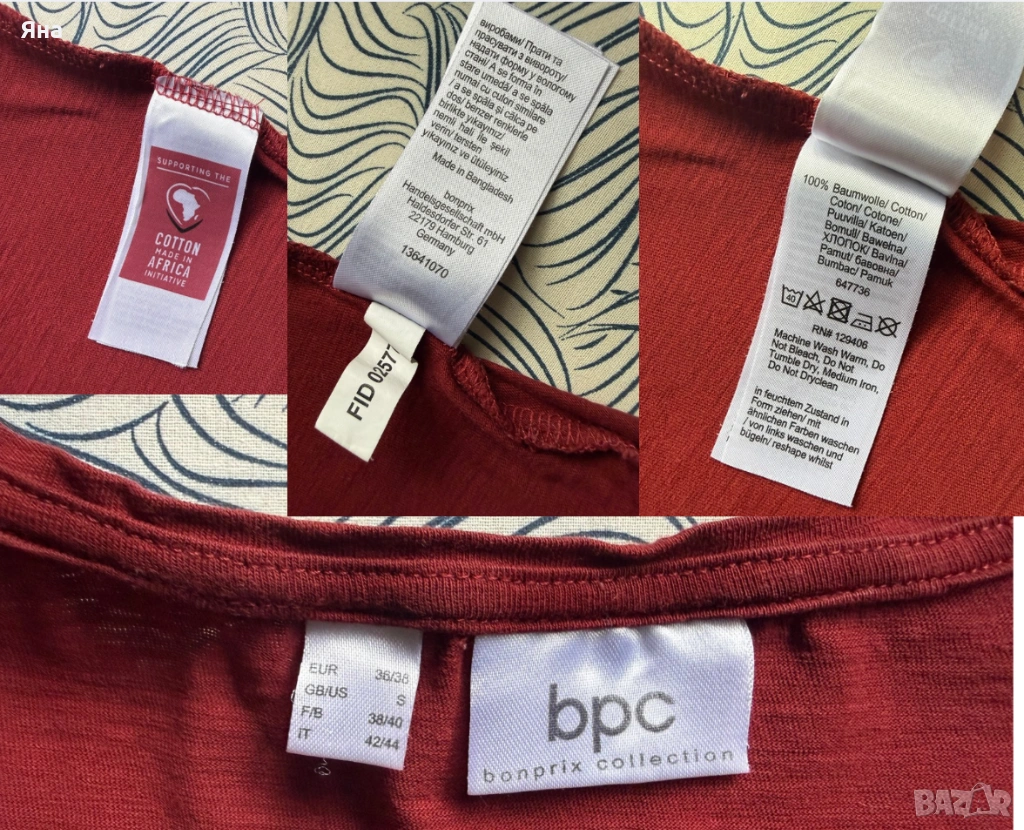 Яна
SUPPORTING THE
COTTON
MADE IN
AFRICA
INITIATIVE
виробами/ Прати та
прасувати з вивороту/
надати форму у вологому
стані/ A se forma în
stare umedă/ a se spăla
numai cu culori similare
/ a se spăla și călca pe
dos/ benzer renklerle
birlikte yıkayınız/
nemli hali ile şekil
verin/ tersten
yıkayınız ve ütüleyiniz
Made in Bangladesh
bonprix
Handelsgesellschaft mbH
Haldesdorfer Str. 61
22179 Hamburg
Germany
13641070
FID 02577
100% Baumwolle/ Cotton/
Coton/ Cotone/
Puuvilla/ Katoen/
Bomull/ Bawełna/
ХЛОПОК/ Bavlna/
Pamut/ бавовна/
Bumbac/ Pamuk
647736
40
RN# 129406
Machine Wash Warm, Do
Not Bleach, Do Not
Tumble Dry, Medium Iron,
Do Not Dryclean
in feuchtem Zustand in
Form ziehen/ mit
ähnlichen Farben waschen
/ von links waschen und
bügeln/ reshape whilst
EUR 36/38
GB/US S
F/B 38/40
IT 42/44
bpc
bonprix collection
BAZAR